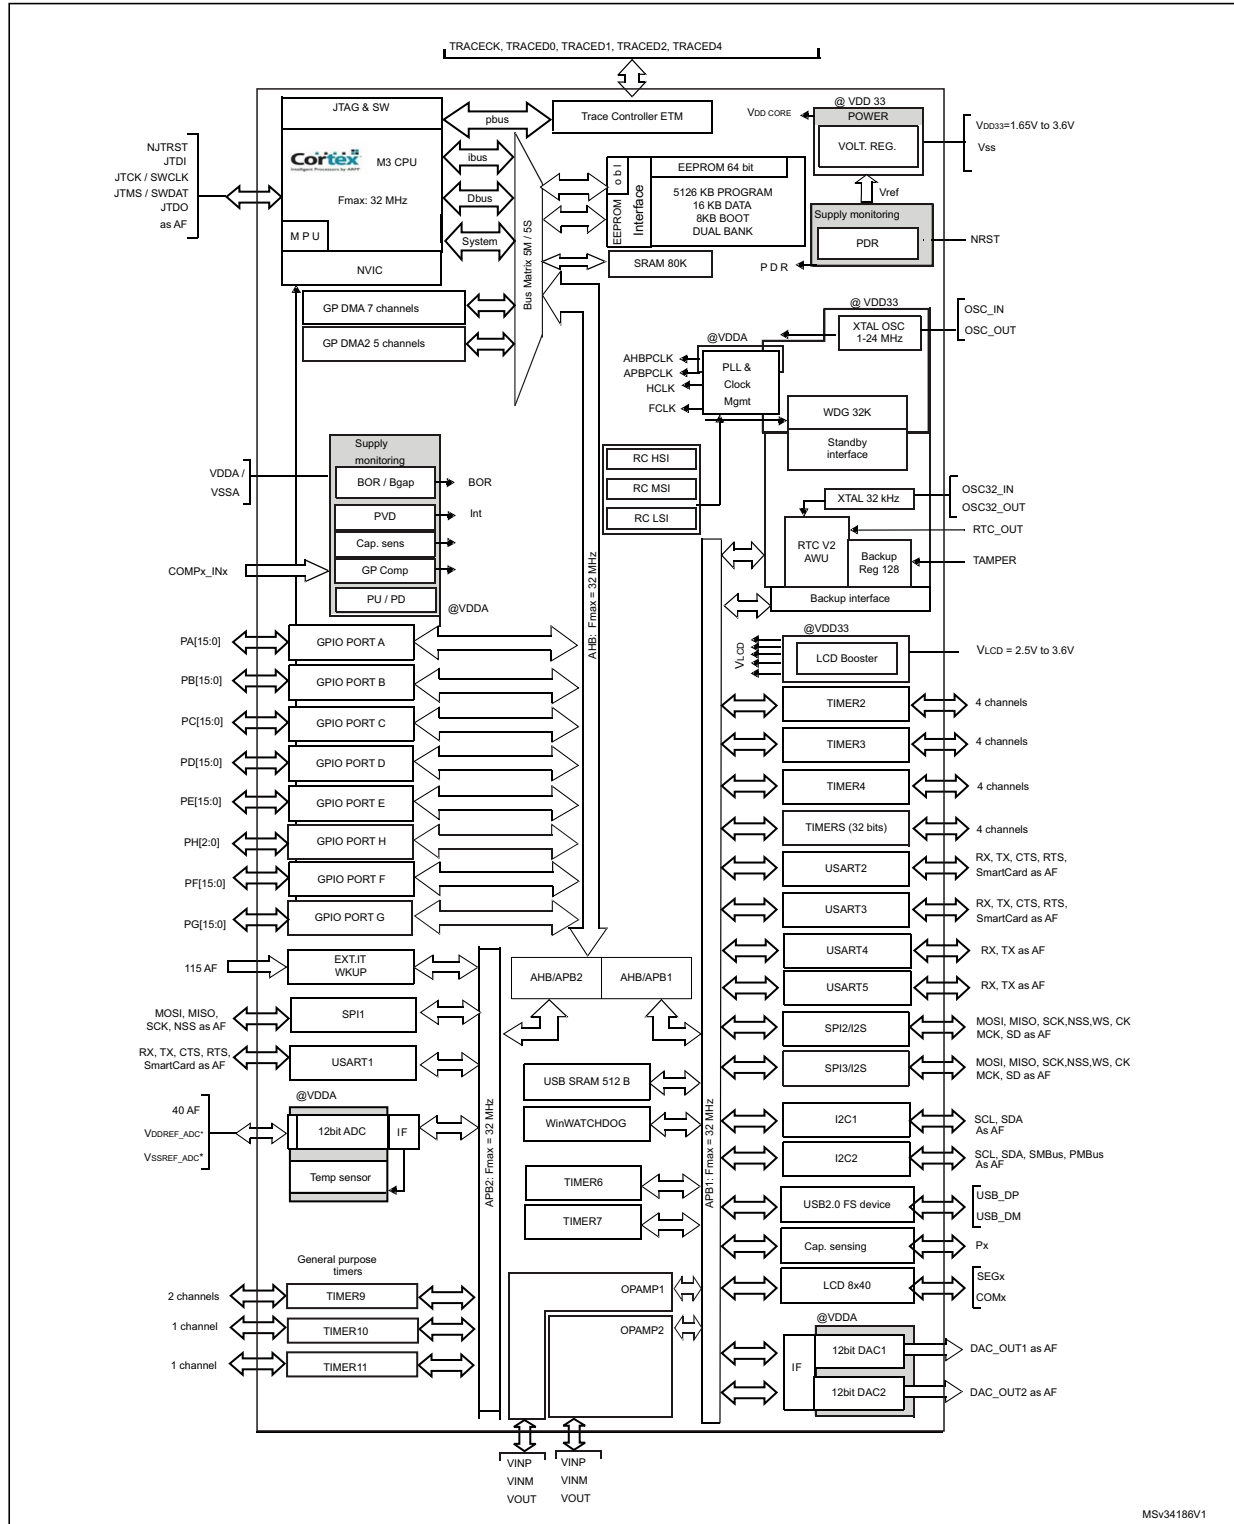 TRACECK, TRACED0, TRACED1, TRACED2, TRACED4
JTAG & SW
pbus
Trace Controller ETM
VDD CORE
@ VDD 33
POWER
VOLT. REG.
VDD33=1.65V to 3.6V
Vss
NJTRST
JTDI
JTCK / SWCLK
JTMS / SWDAT
JTDO
as AF
Cortex
Intelligent Processors by ARM®
M3 CPU
Fmax: 32 MHz
M P U
NVIC
ibus
Dbus
System
Bus Matrix 5M / 5S
EEPROM
obl
Interface
EEPROM 64 bit
5126 KB PROGRAM
16 KB DATA
8KB BOOT
DUAL BANK
SRAM 80K
Vref
Supply monitoring
PDR
NRST
P D R
GP DMA 7 channels
GP DMA2 5 channels
@ VDD33
XTAL OSC
1-24 MHz
OSC_IN
OSC_OUT
@VDDA
PLL &
Clock
Mgmt
AHBPCLK
APBPCLK
HCLK
FCLK
WDG 32K
Standby
interface
RC HSI
RC MSI
RC LSI
Supply
monitoring
VDDA /
VSSA
BOR / Bgap
BOR
PVD
Int
Cap. sens
GP Comp
COMPx_INx
PU / PD
@VDDA
XTAL 32 kHz
OSC32_IN
OSC32_OUT
RTC V2
AWU
RTC_OUT
Backup
Reg 128
TAMPER
Backup interface
AHB: Fmax = 32 MHz
@VDD33
VLCD
LCD Booster
VLCD = 2.5V to 3.6V
PA[15:0]
GPIO PORT A
PB[15:0]
GPIO PORT B
PC[15:0]
GPIO PORT C
PD[15:0]
GPIO PORT D
PE[15:0]
GPIO PORT E
PH[2:0]
GPIO PORT H
PF[15:0]
GPIO PORT F
PG[15:0]
GPIO PORT G
115 AF
EXT.IT
WKUP
MOSI, MISO,
SCK, NSS as AF
SPI1
RX, TX, CTS, RTS,
SmartCard as AF
USART1
@VDDA
40 AF
VDDREF_ADC*
VSSREF_ADC*
12bit ADC
IF
Temp sensor
General purpose
timers
2 channels
TIMER9
1 channel
TIMER10
1 channel
TIMER11
APB2: Fmax = 32 MHz
AHB/APB2
AHB/APB1
USB SRAM 512 B
WinWATCHDOG
TIMER6
TIMER7
OPAMP1
OPAMP2
VINP
VINM
VOUT
VINP
VINM
VOUT
APB1: Fmax = 32 MHz
TIMER2
4 channels
TIMER3
4 channels
TIMER4
4 channels
TIMERS (32 bits)
4 channels
USART2
RX, TX, CTS, RTS,
SmartCard as AF
USART3
RX, TX, CTS, RTS,
SmartCard as AF
USART4
RX, TX as AF
USART5
RX, TX as AF
SPI2/I2S
MOSI, MISO, SCK,NSS,WS, CK
MCK, SD as AF
SPI3/I2S
MOSI, MISO, SCK,NSS,WS, CK
MCK, SD as AF
I2C1
SCL, SDA
As AF
I2C2
SCL, SDA, SMBus, PMBus
As AF
USB2.0 FS device
USB_DP
USB_DM
Cap. sensing
Px
LCD 8x40
SEGx
COMx
@VDDA
IF
12bit DAC1
DAC_OUT1 as AF
12bit DAC2
DAC_OUT2 as AF
MSv34186V1